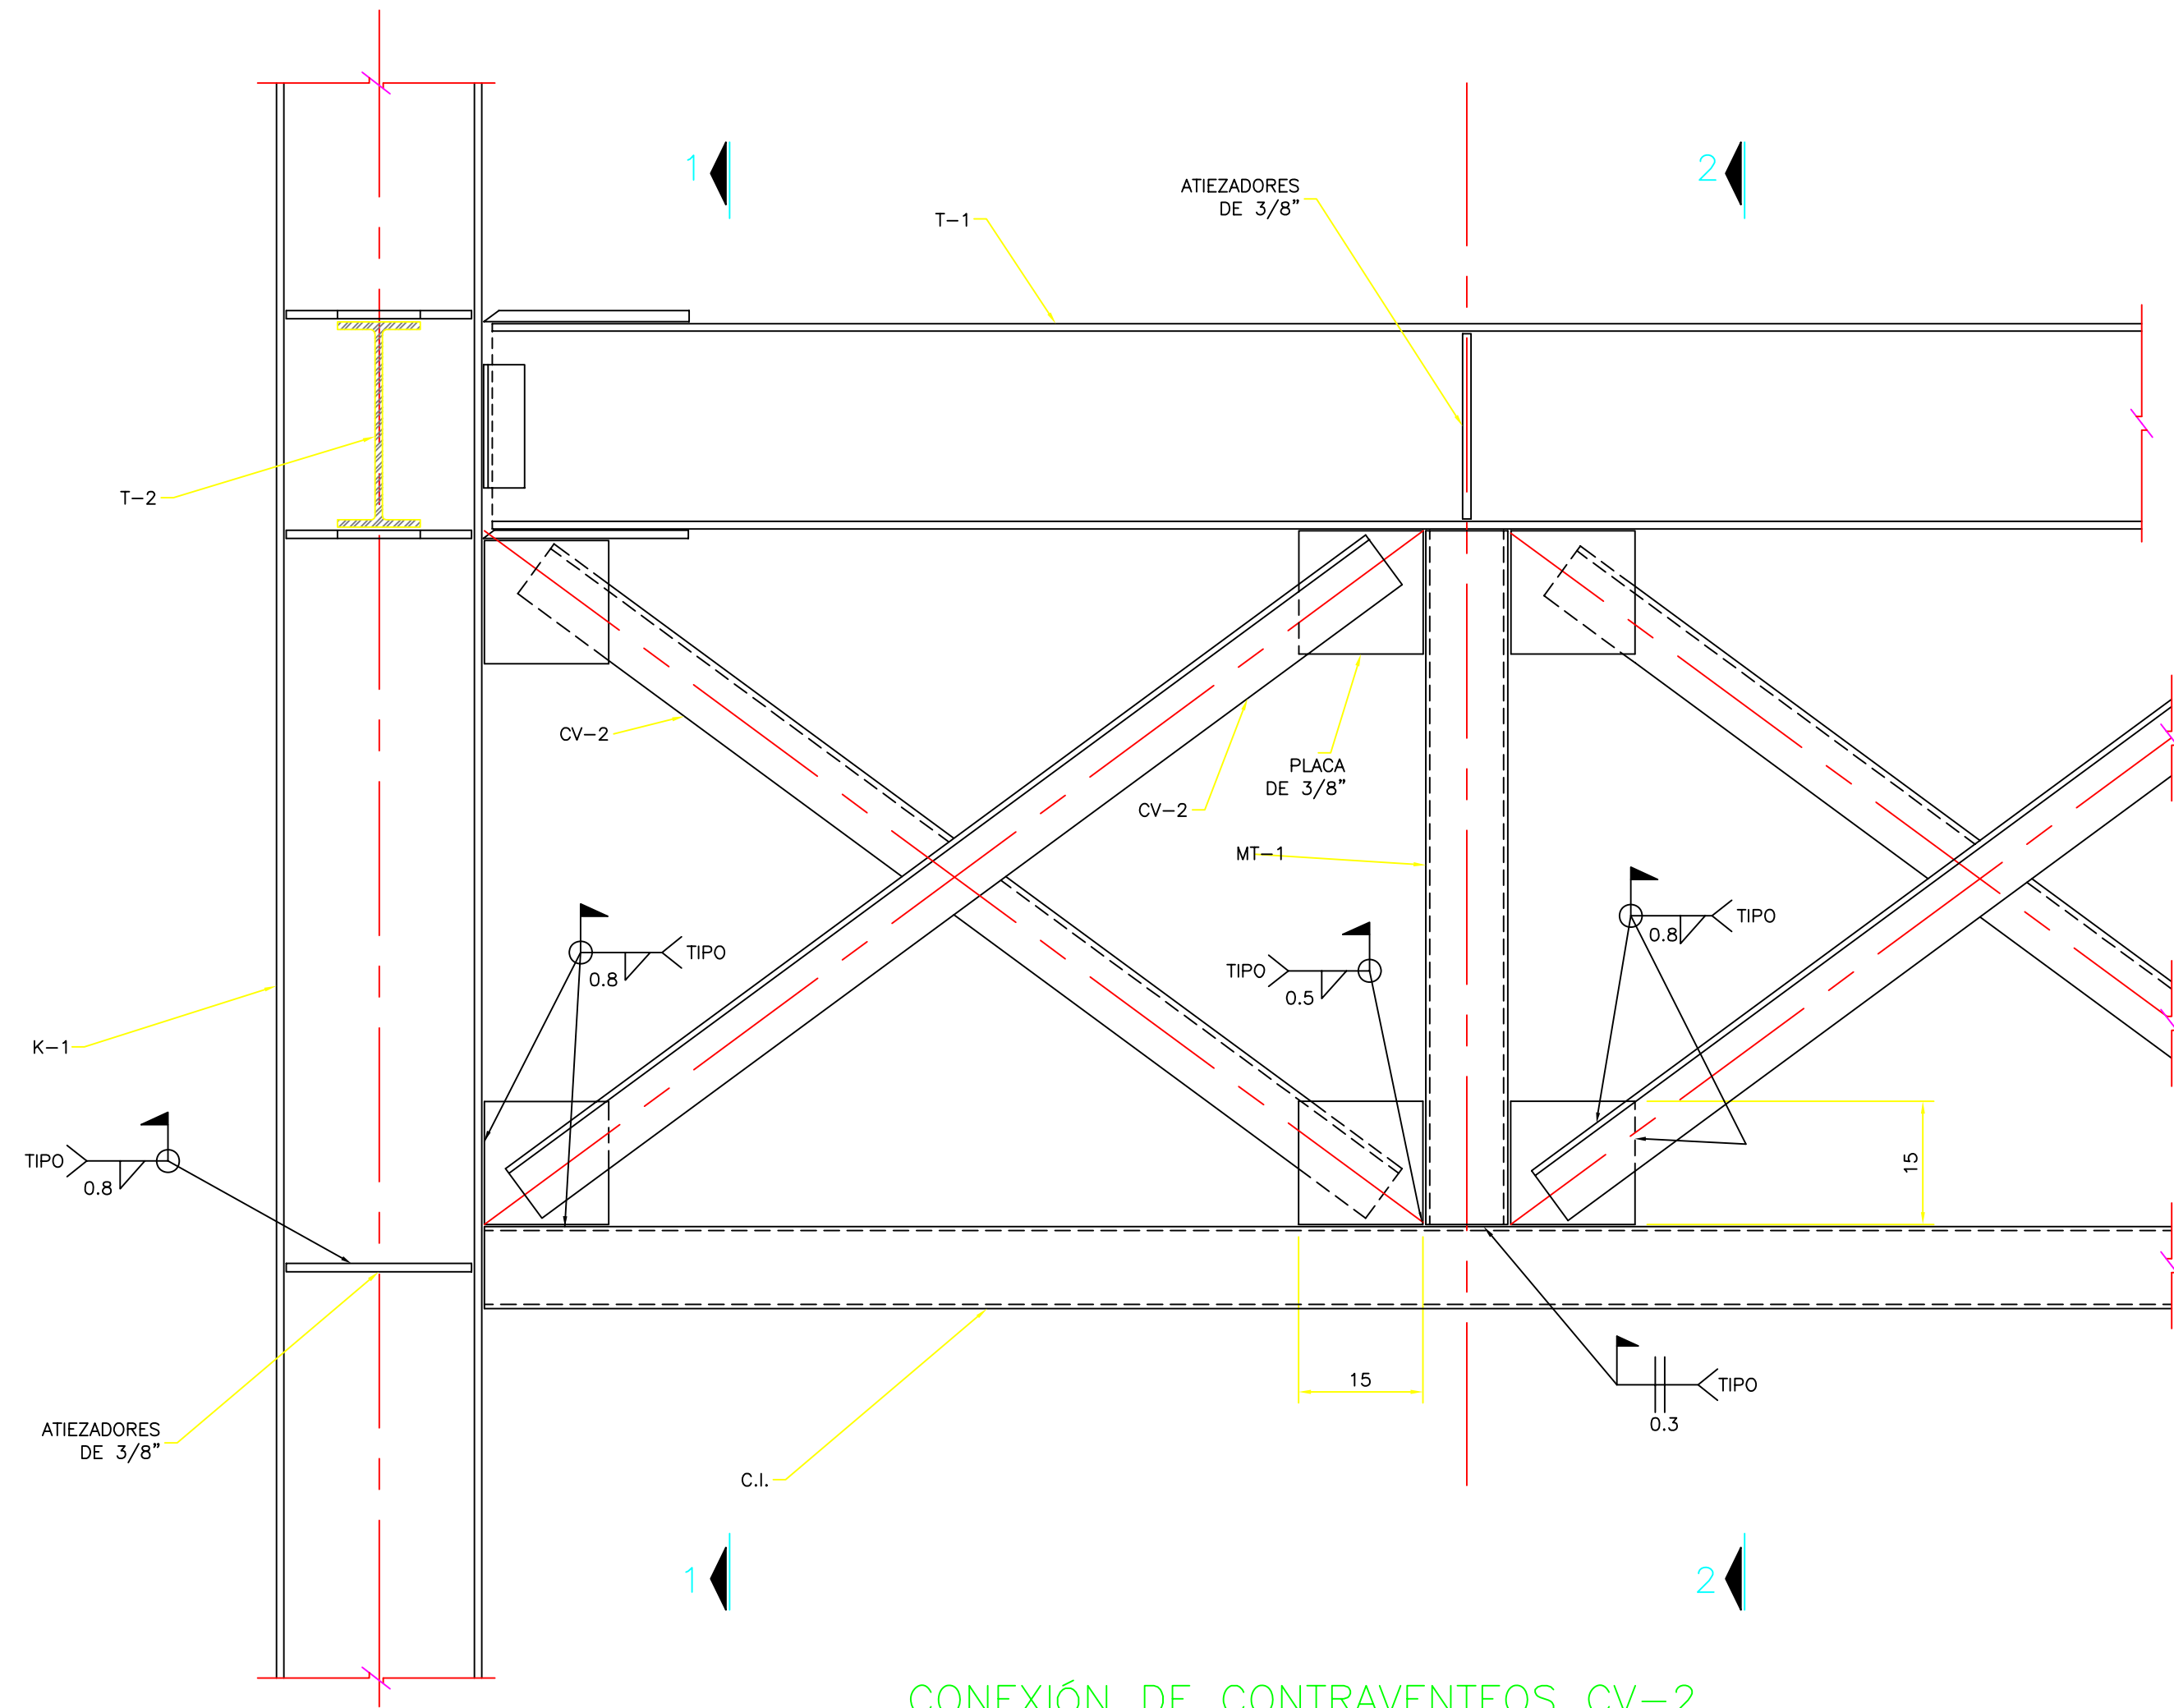 1
2
ATIEZADORES
DE 3/8"
T-1
T-2
CV-2
PLACA
DE 3/8"
CV-2
MT-1
TIPO
0.8
TIPO
0.8
TIPO
0.5
K-1
TIPO
0.8
15
15
TIPO
0.3
ATIEZADORES
DE 3/8"
C.I.
1
2
CONEXIÓN DE CONTRAVENTEOS CV-2